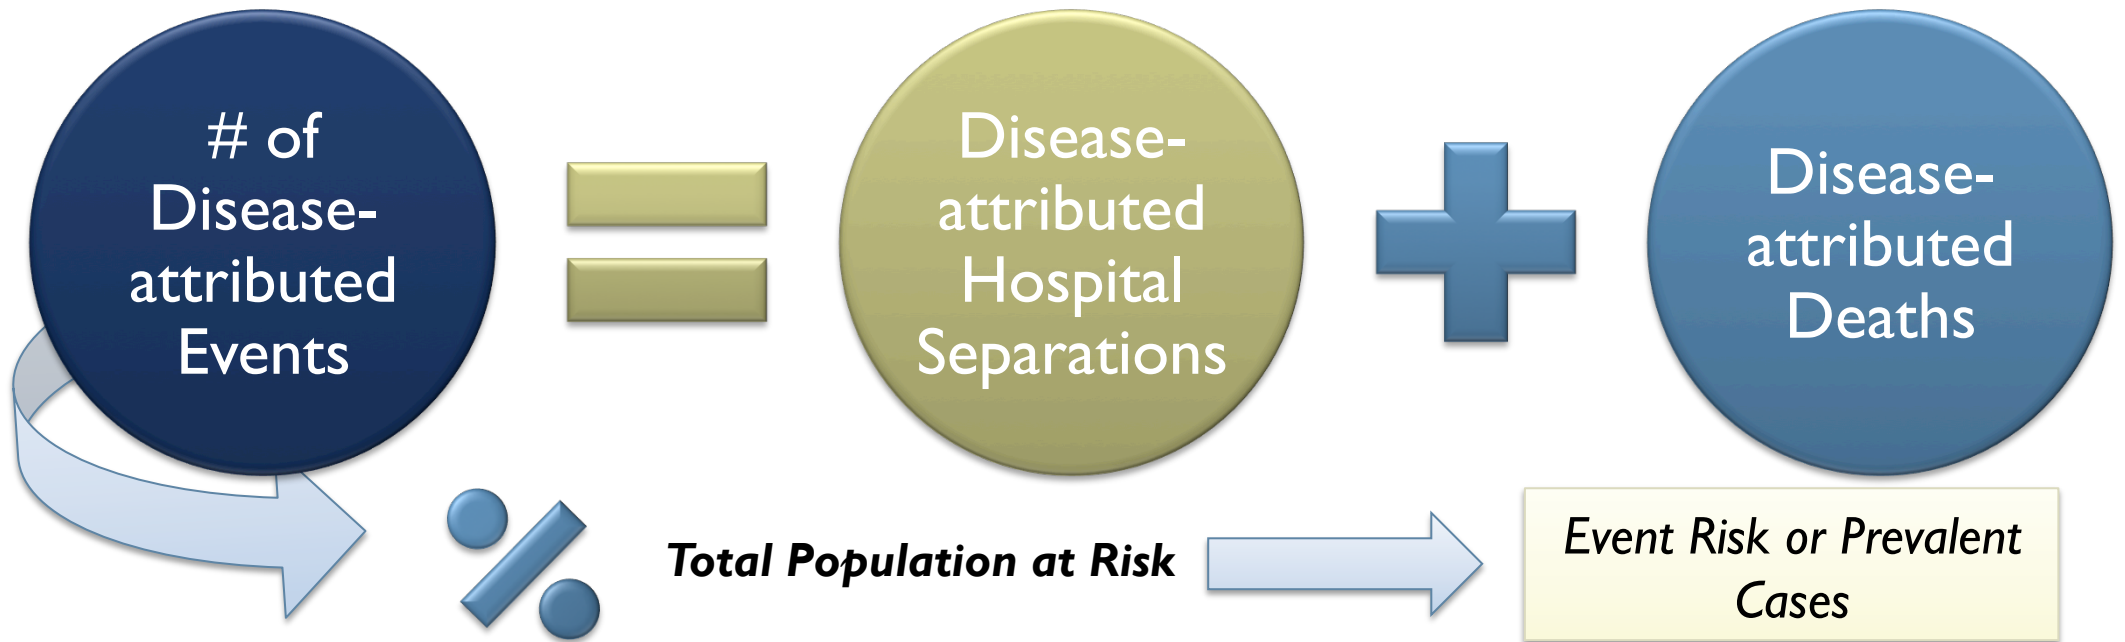 # of
Disease-
attributed
Events
Disease-
attributed
Hospital
Separations
Disease-
attributed
Deaths
Total Population at Risk
Event Risk or Prevalent
Cases